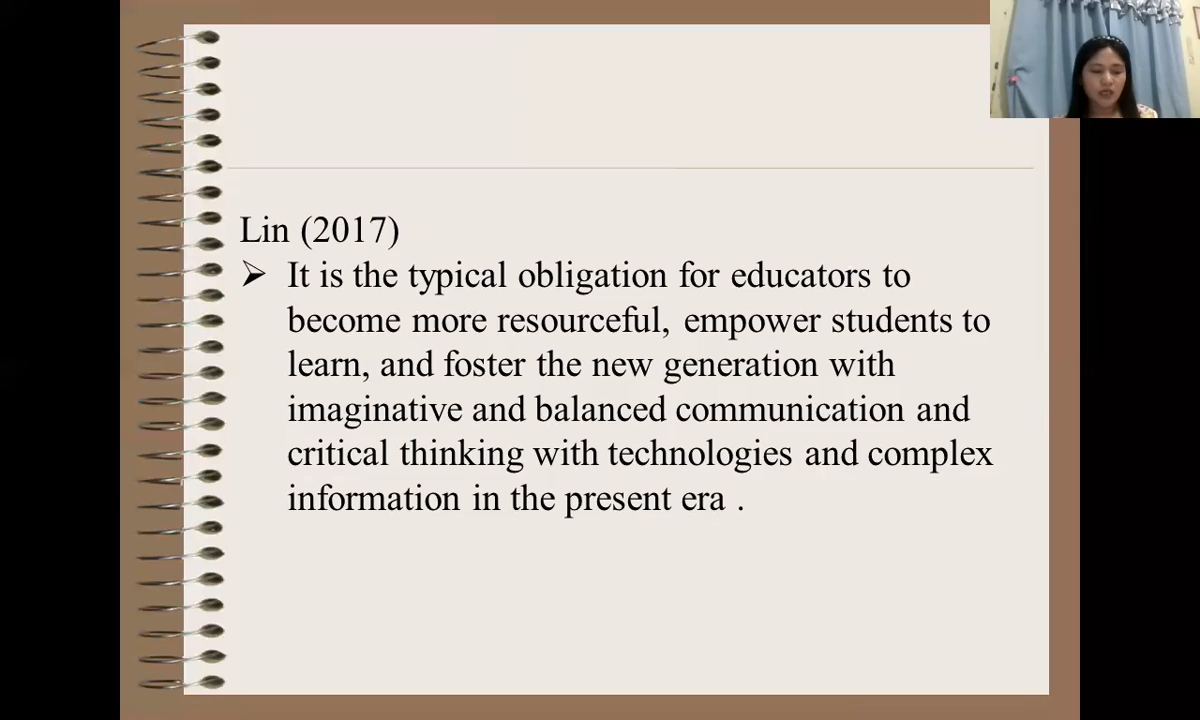 Lin (2017)
➢ It is the typical obligation for educators to
become more resourceful, empower students to
learn, and foster the new generation with
imaginative and balanced communication and
critical thinking with technologies and complex
information in the present era .